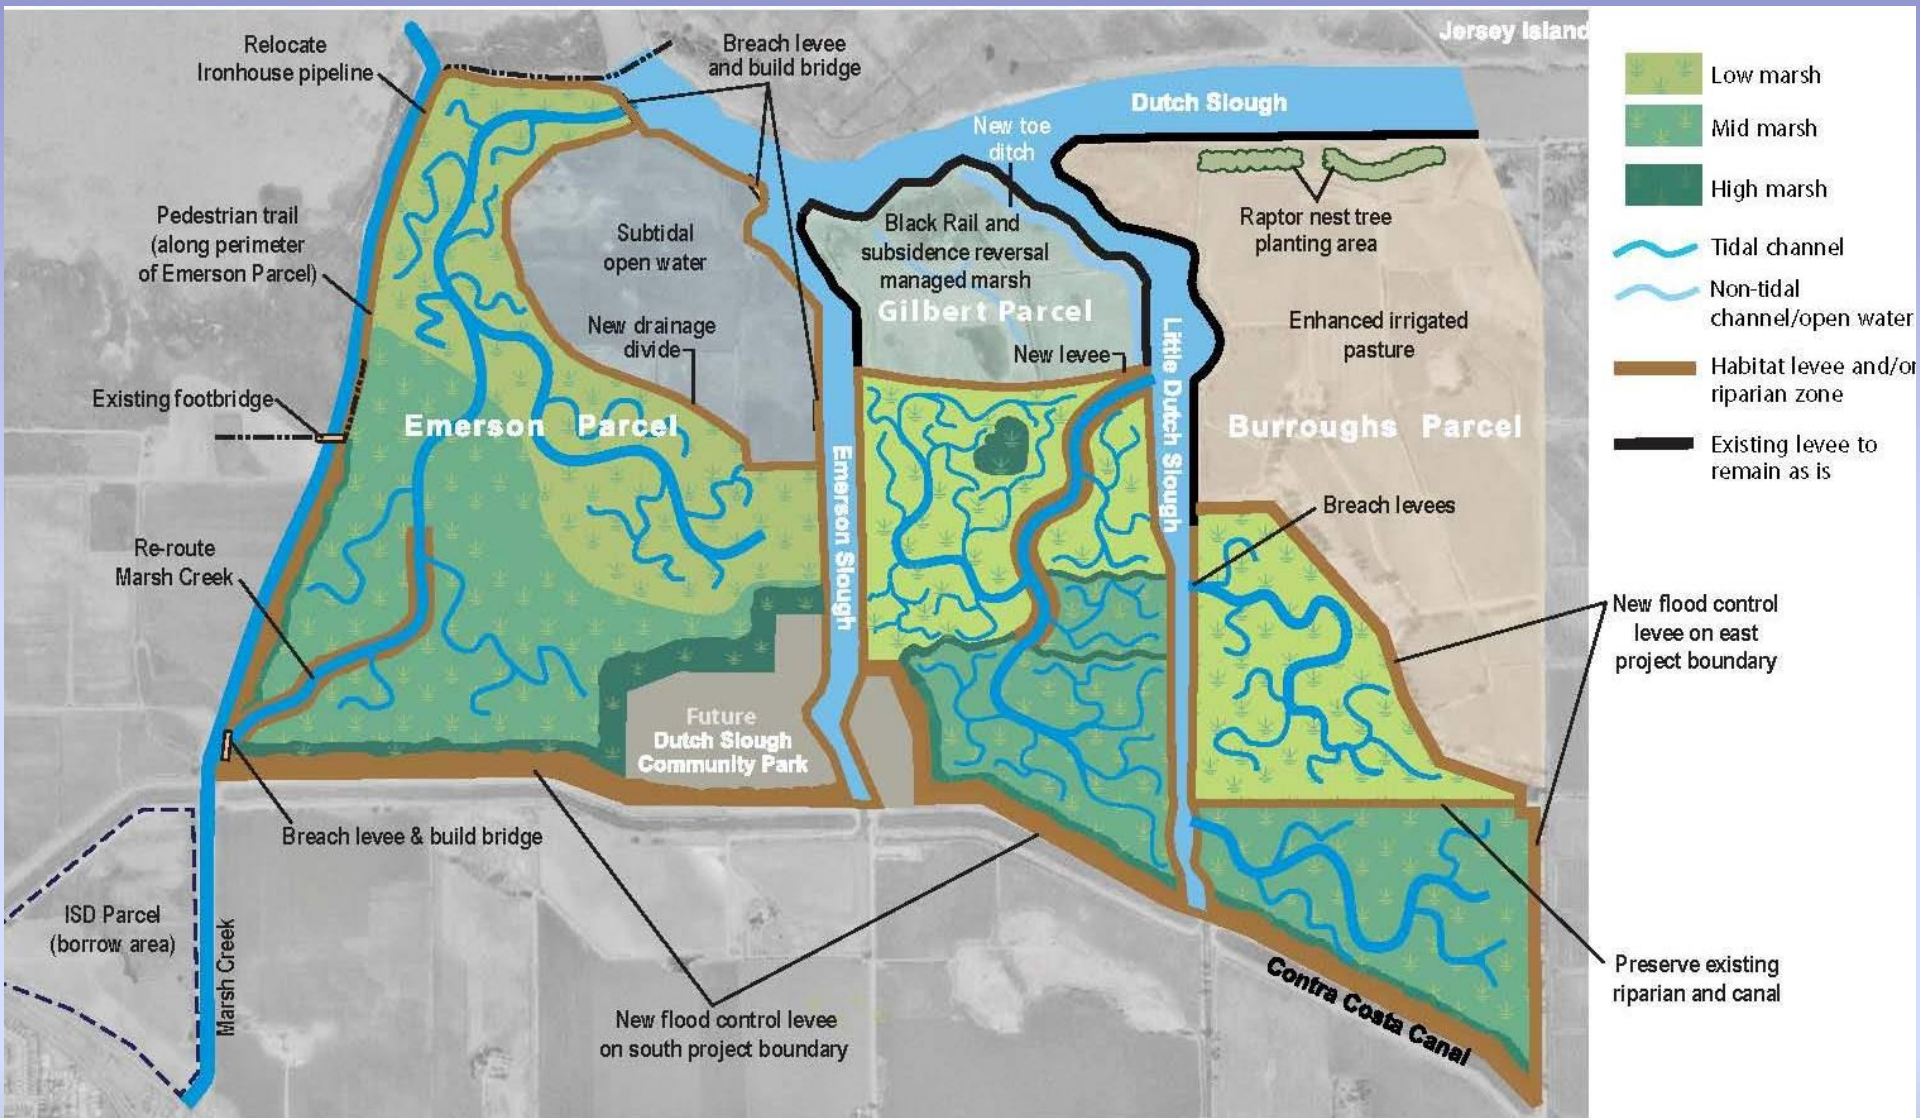 Jersey Island
Relocate
Ironhouse pipeline
Breach levee
and build bridge
Dutch Slough
New toe
ditch
Pedestrian trail
(along perimeter
of Emerson Parcel)
Subtidal
open water
Black Rail and
subsidence reversal
managed marsh
Gilbert Parcel
Raptor nest tree
planting area
New drainage
divide
New levee
Enhanced irrigated
pasture
Little Dutch Slough
Existing footbridge
Emerson Parcel
Burroughs Parcel
Emerson Slough
Breach levees
Re-route
Marsh Creek
Future
Dutch Slough
Community Park
Breach levee & build bridge
ISD Parcel
(borrow area)
Marsh Creek
New flood control levee
on south project boundary
Contra Costa Canal
Low marsh
Mid marsh
High marsh
Tidal channel
Non-tidal
channel/open water
Habitat levee and/or
riparian zone
Existing levee to
remain as is
New flood control
levee on east
project boundary
Preserve existing
riparian and canal